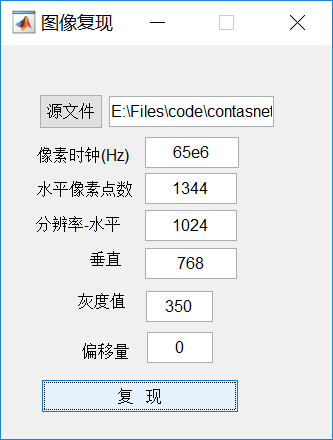 图像复现
源文件 E:\Files\code\contasnet
像素时钟(Hz) 65e6
水平像素点数 1344
分辨率-水平 1024
垂直 768
灰度值 350
偏移量 0
复 现